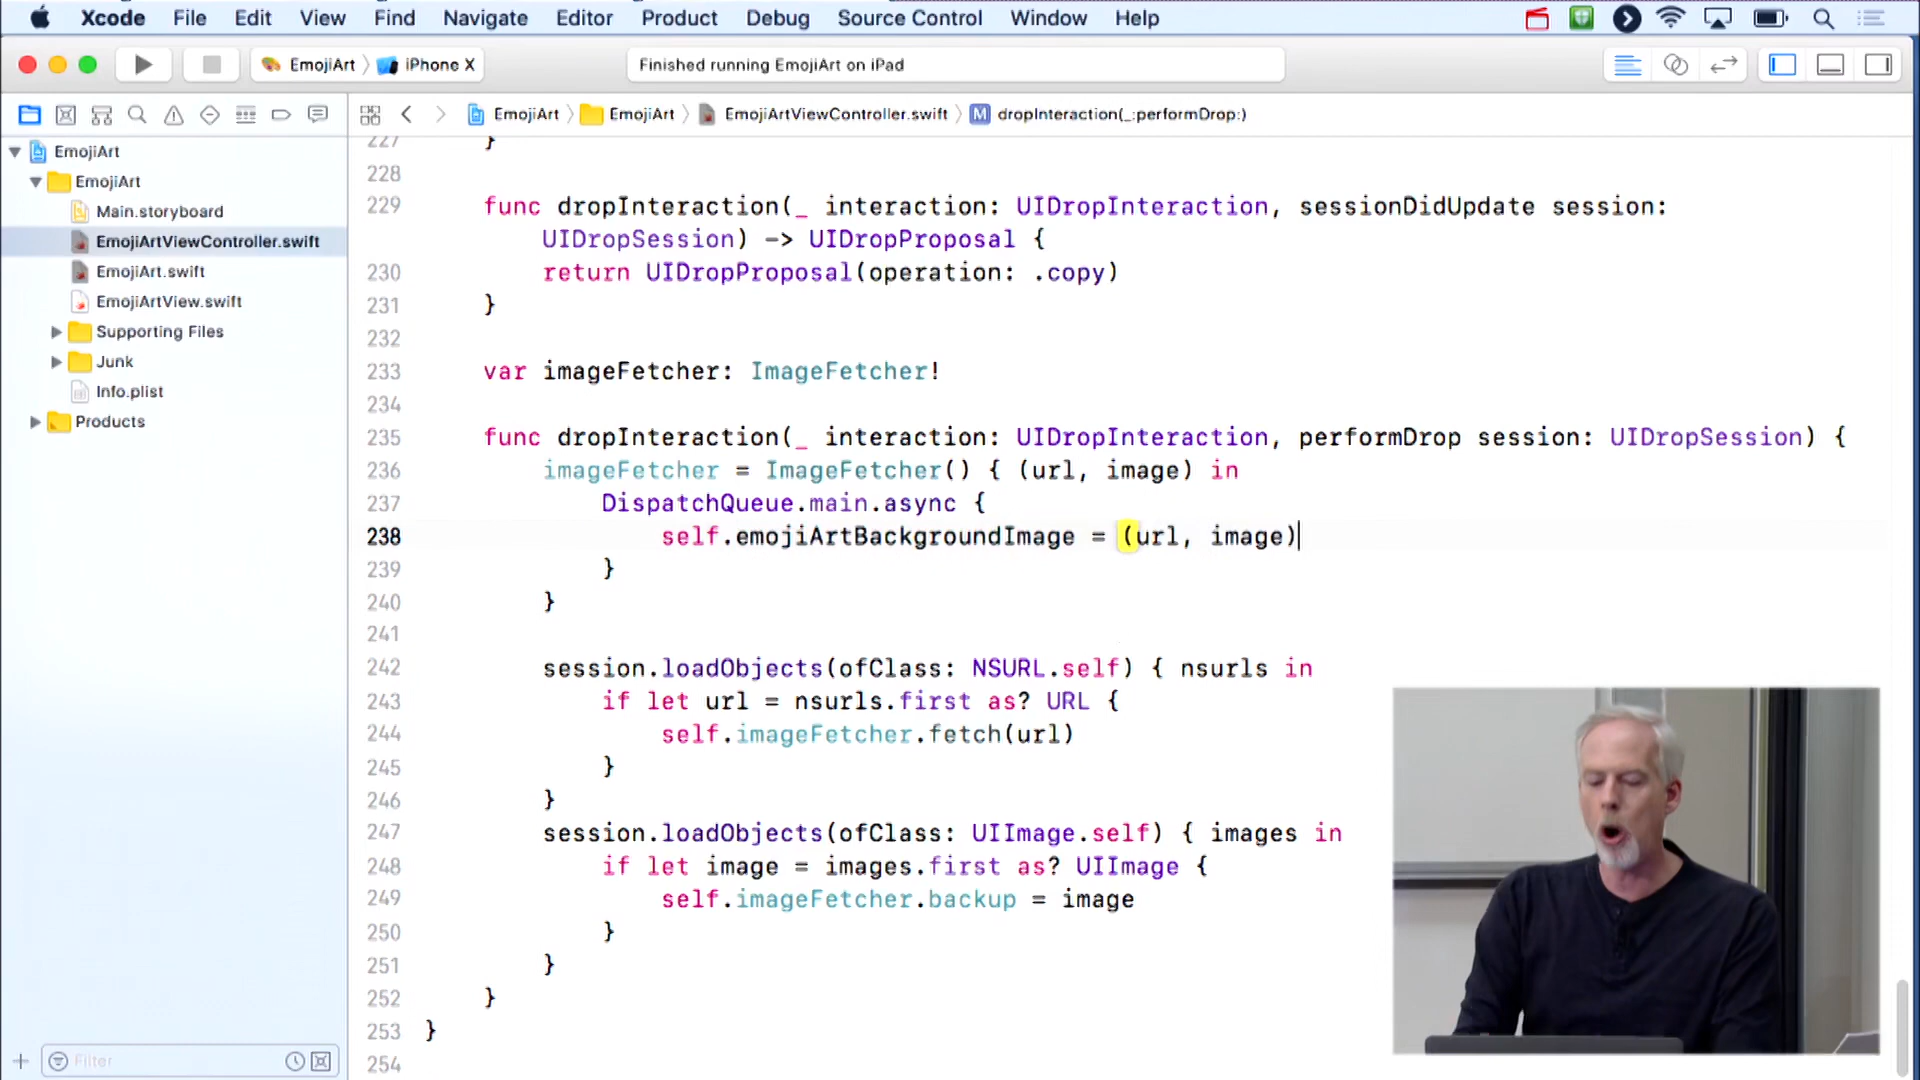 Xcode File Edit View Find Navigate Editor Product Debug Source Control Window Help
EmojiArt iPhone X Finished running EmojiArt on iPad
EmojiArt EmojiArt EmojiArtViewController.swift M dropInteraction(_:performDrop:)
EmojiArt
EmojiArt
Main.storyboard
EmojiArtViewController.swift
EmojiArt.swift
EmojiArtView.swift
Supporting Files
Junk
Info.plist
Products
Filter
227 }
228
229 func dropInteraction(_ interaction: UIDropInteraction, sessionDidUpdate session:
UIDropSession) -> UIDropProposal {
230 return UIDropProposal(operation: .copy)
231 }
232
233 var imageFetcher: ImageFetcher!
234
235 func dropInteraction(_ interaction: UIDropInteraction, performDrop session: UIDropSession) {
236 imageFetcher = ImageFetcher() { (url, image) in
237 DispatchQueue.main.async {
238 self.emojiArtBackgroundImage = (url, image)
239 }
240 }
241
242 session.loadObjects(ofClass: NSURL.self) { nsurls in
243 if let url = nsurls.first as? URL {
244 self.imageFetcher.fetch(url)
245 }
246 }
247 session.loadObjects(ofClass: UIImage.self) { images in
248 if let image = images.first as? UIImage {
249 self.imageFetcher.backup = image
250 }
251 }
252 }
253 }
254